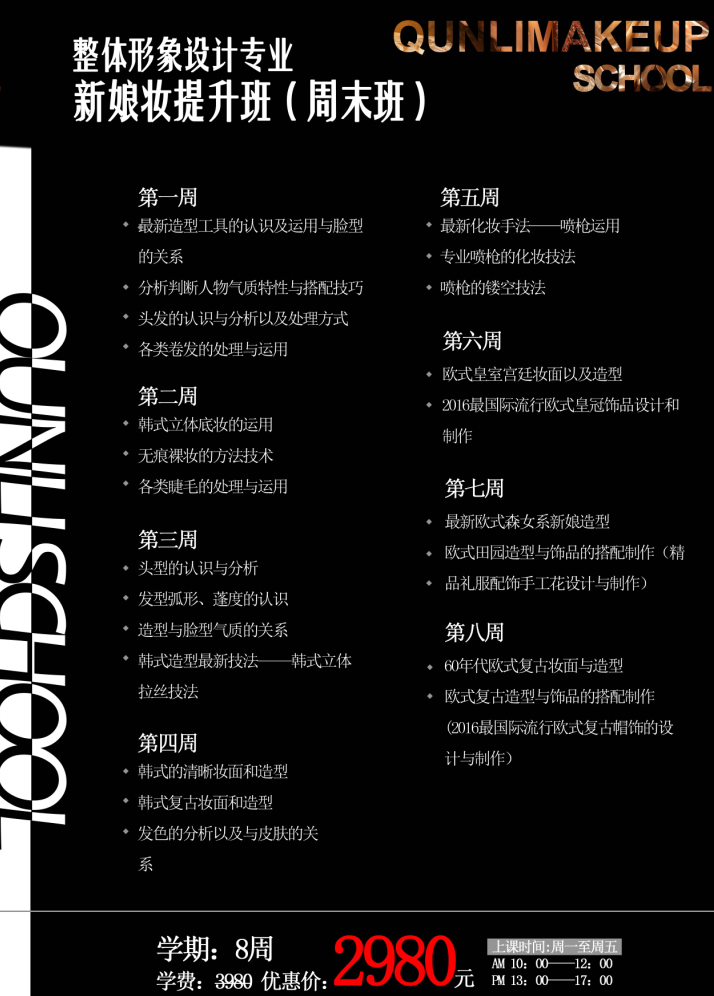 QUNLIMAKEUP
SCHOOL
整体形象设计专业
新娘妆提升班(周末班)
QUNLI SCHOOL
第一周
最新造型工具的认识及运用与脸型
的关系
分析判断人物气质特性与搭配技巧
头发的认识与分析以及处理方式
各类卷发的处理与运用
第二周
韩式立体底妆的运用
无痕裸妆的方法技术
各类睫毛的处理与运用
第三周
头型的认识与分析
发型弧形、蓬度的认识
造型与脸型气质的关系
韩式造型最新技法——韩式立体
拉丝技法
第四周
韩式的清晰妆面和造型
韩式复古妆面和造型
发色的分析以及与皮肤的关
系
第五周
最新化妆手法——喷枪运用
专业喷枪的化妆技法
喷枪的镂空技法
第六周
欧式皇室宫廷妆面以及造型
2016最国际流行欧式皇冠饰品设计和
制作
第七周
最新欧式森女系新娘造型
欧式田园造型与饰品的搭配制作（精
品礼服配饰手工花设计与制作）
第八周
60年代欧式复古妆面与造型
欧式复古造型与饰品的搭配制作
(2016最国际流行欧式复古帽饰的设
计与制作）
学期：8周
学费：3980 优惠价：2980元
上课时间:周一至周五
AM 10：00——12：00
PM 13：00——17：00